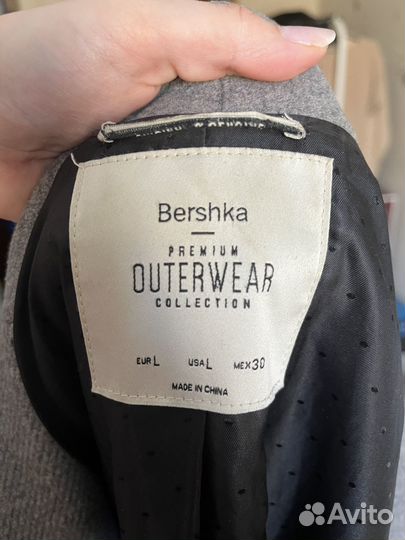 Bershka
PREMIUM
OUTERWEAR
COLLECTION
EUR L USA L MEX 30
MADE IN CHINA
Avito